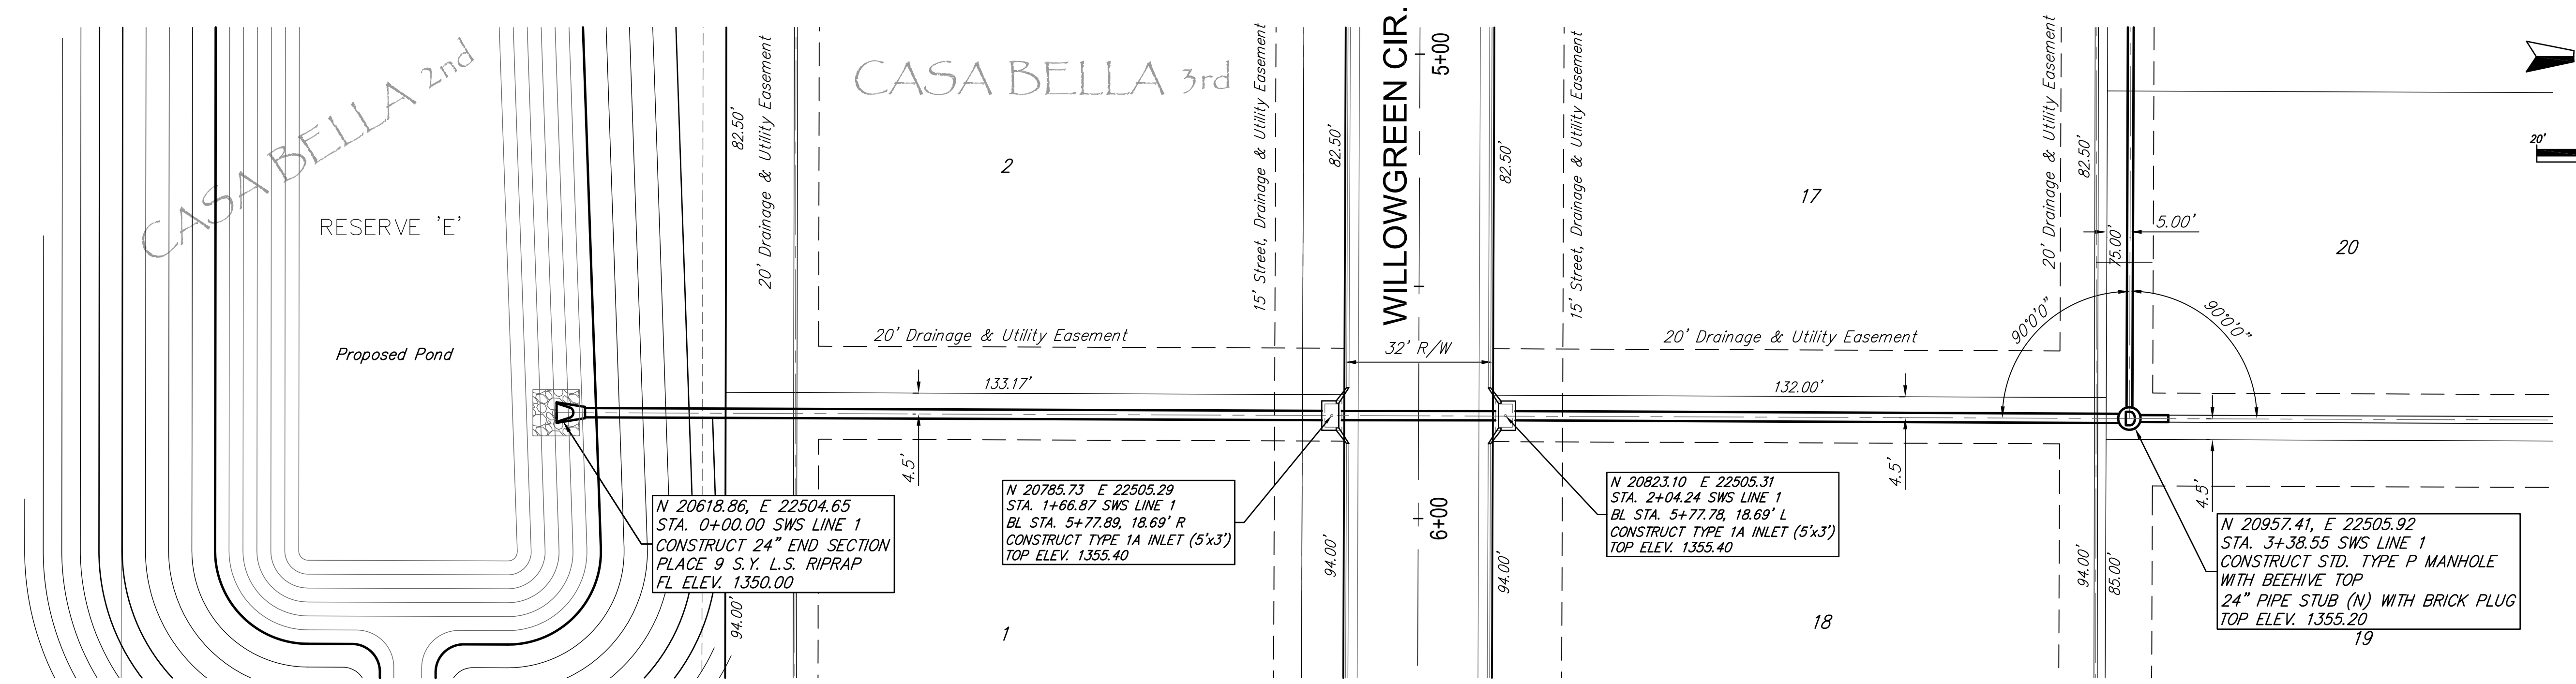 CASA BELLA 2nd
RESERVE 'E'
Proposed Pond
82.50'
20' Drainage & Utility Easement
94.00'
N 20618.86, E 22504.65
STA. 0+00.00 SWS LINE 1
CONSTRUCT 24" END SECTION
PLACE 9 S.Y. L.S. RIPRAP
FL ELEV. 1350.00
CASA BELLA 3rd
2
20' Drainage & Utility Easement
133.17'
4.5'
1
15' Street, Drainage & Utility Easement
82.50'
94.00'
N 20785.73 E 22505.29
STA. 1+66.87 SWS LINE 1
BL STA. 5+77.89, 18.69' R
CONSTRUCT TYPE 1A INLET (5'x3')
TOP ELEV. 1355.40
WILLOWGREEN CIR.
5+00
32' R/W
6+00
82.50'
94.00'
15' Street, Drainage & Utility Easement
17
20' Drainage & Utility Easement
132.00'
4.5'
N 20823.10 E 22505.31
STA. 2+04.24 SWS LINE 1
BL STA. 5+77.78, 18.69' L
CONSTRUCT TYPE 1A INLET (5'x3')
TOP ELEV. 1355.40
18
20' Drainage & Utility Easement
82.50'
75.00'
5.00'
90°0'0"
90°0'0"
20
20'
94.00'
85.00'
D
4.5'
N 20957.41, E 22505.92
STA. 3+38.55 SWS LINE 1
CONSTRUCT STD. TYPE P MANHOLE
WITH BEEHIVE TOP
24" PIPE STUB (N) WITH BRICK PLUG
TOP ELEV. 1355.20
19